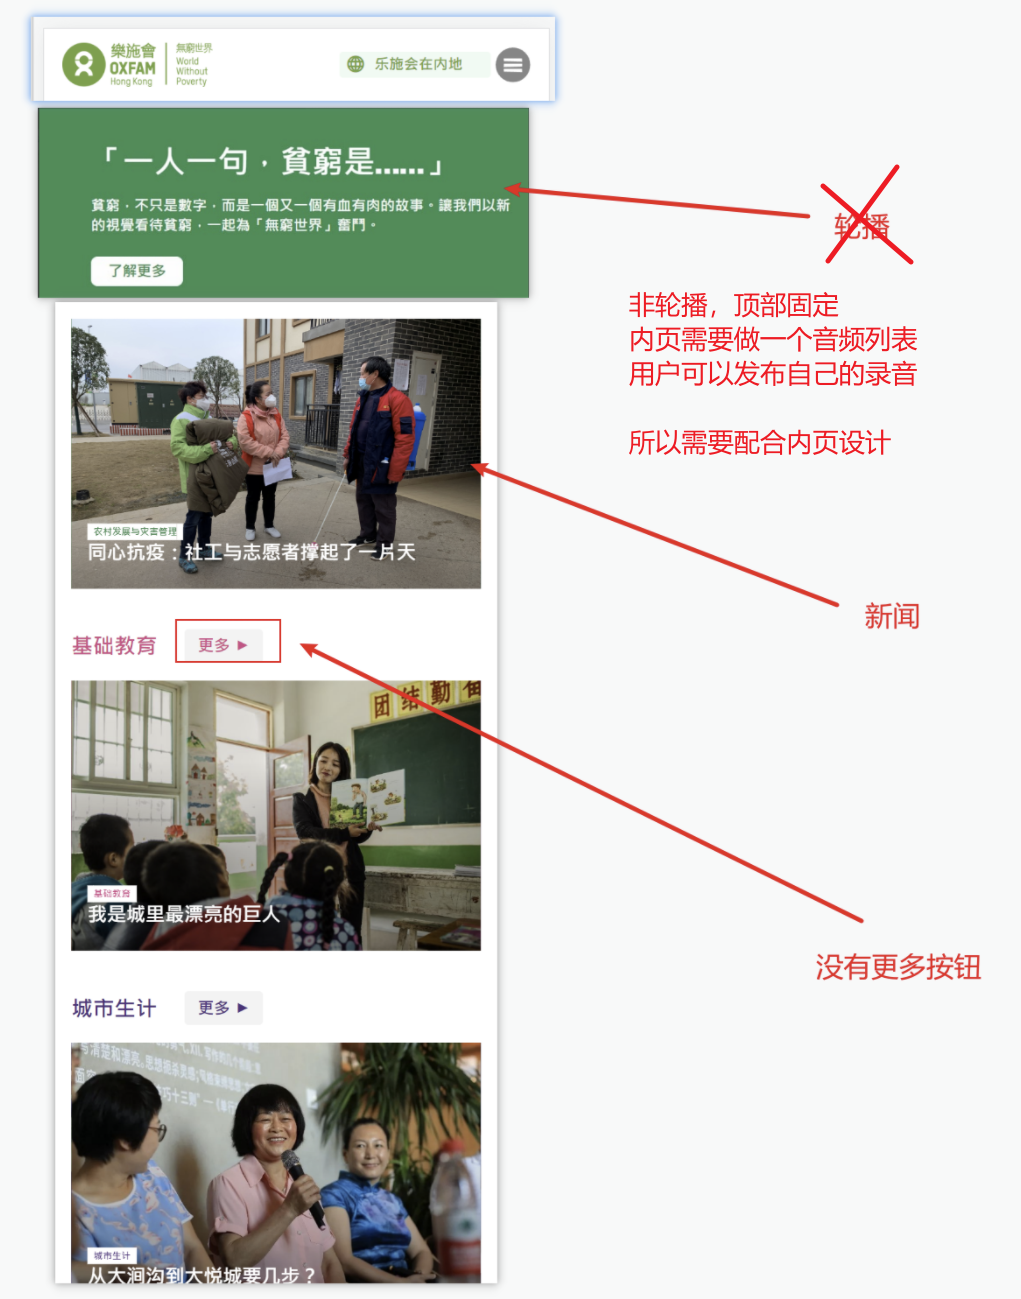 樂施會
OXFAM
Hong Kong
無窮世界
World
Without
Poverty
乐施会在内地
「一人一句，貧窮是......」
貧窮，不只是數字，而是一個又一個有血有肉的故事。讓我們以新
的視覺看待貧窮，一起為「無窮世界」奮鬥。
了解更多
轮播
非轮播，顶部固定
内页需要做一个音频列表
用户可以发布自己的录音
所以需要配合内页设计
农村发展与灾害管理
同心抗疫：社工与志愿者撑起了一片天
新闻
基础教育
更多 ►
团结勤奋
基础教育
我是城里最漂亮的巨人
没有更多按钮
城市生计
更多 ►
城市生计
从大涧沟到大悦城要几步？